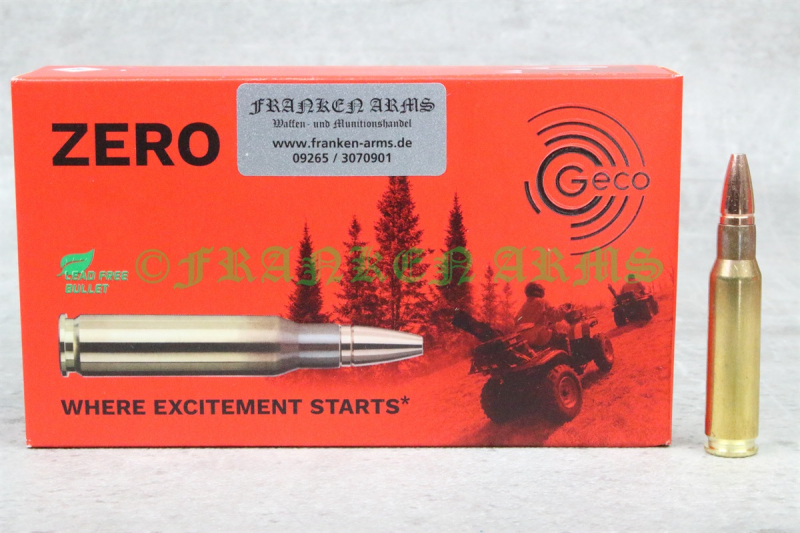 ZERO
FRANKEN ARMS
Waffen- und Munitionshandel
www.franken-arms.de
09265 / 3070901
Geco
©FRANKEN ARMS
LEAD FREE
BULLET
WHERE EXCITEMENT STARTS*